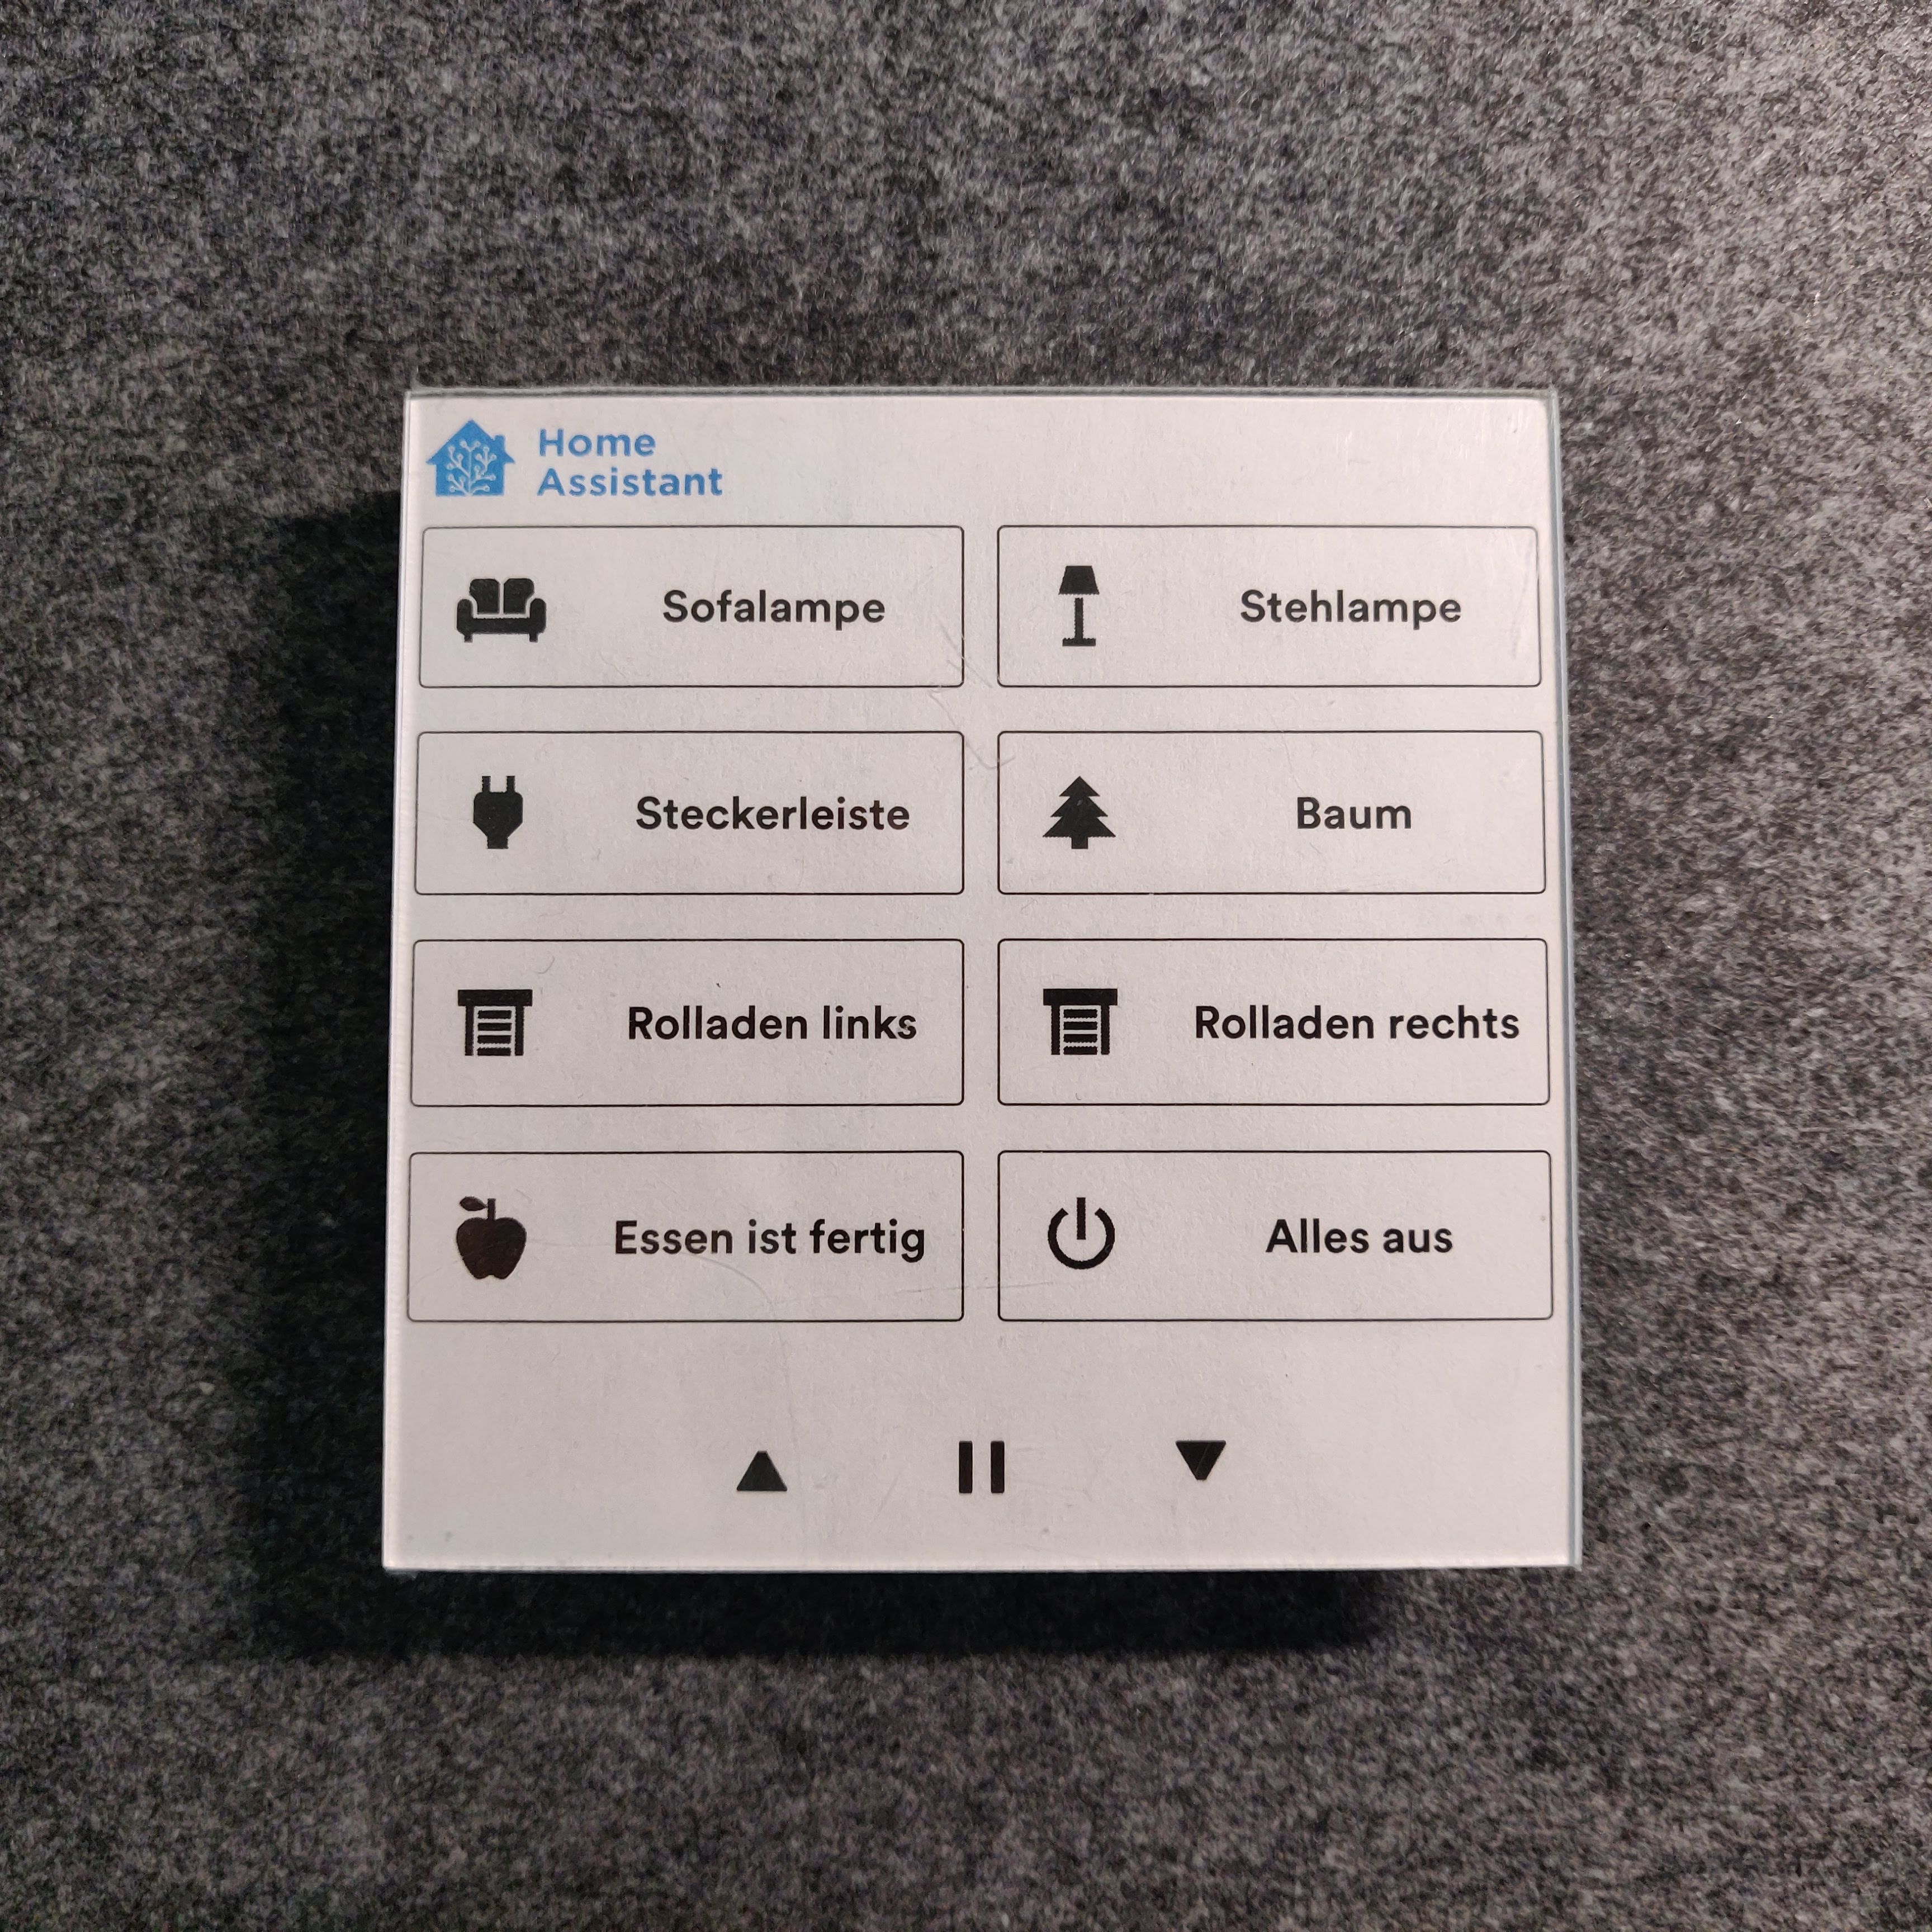 Home
Assistant
Sofalampe
Stehlampe
Steckerleiste
Baum
Rolladen links
Rolladen rechts
Essen ist fertig
Alles aus